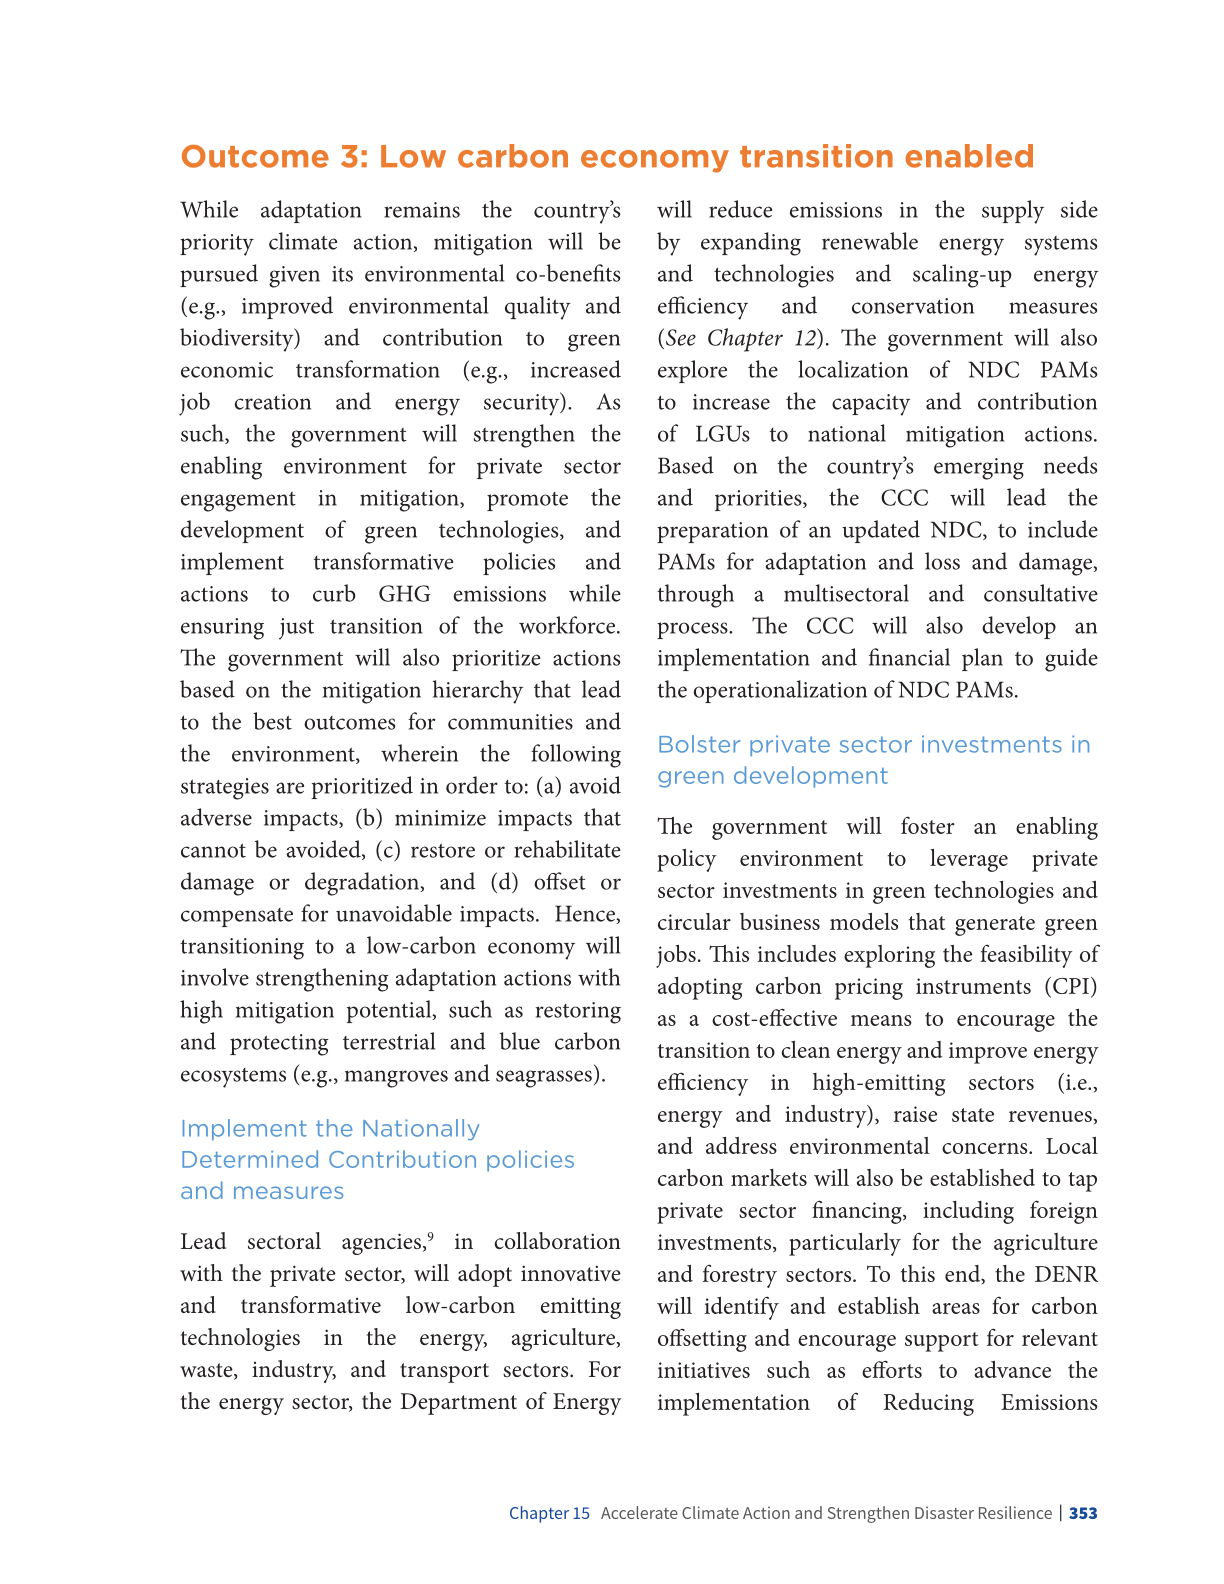 Outcome 3: Low carbon economy transition enabled
While adaptation remains the country’s
priority climate action, mitigation will be
pursued given its environmental co-benefits
(e.g., improved environmental quality and
biodiversity) and contribution to green
economic transformation (e.g., increased
job creation and energy security). As
such, the government will strengthen the
enabling environment for private sector
engagement in mitigation, promote the
development of green technologies, and
implement transformative policies and
actions to curb GHG emissions while
ensuring just transition of the workforce.
The government will also prioritize actions
based on the mitigation hierarchy that lead
to the best outcomes for communities and
the environment, wherein the following
strategies are prioritized in order to: (a) avoid
adverse impacts, (b) minimize impacts that
cannot be avoided, (c) restore or rehabilitate
damage or degradation, and (d) offset or
compensate for unavoidable impacts. Hence,
transitioning to a low-carbon economy will
involve strengthening adaptation actions with
high mitigation potential, such as restoring
and protecting terrestrial and blue carbon
ecosystems (e.g., mangroves and seagrasses).
Implement the Nationally
Determined Contribution policies
and measures
Lead sectoral agencies,⁹ in collaboration
with the private sector, will adopt innovative
and transformative low-carbon emitting
technologies in the energy, agriculture,
waste, industry, and transport sectors. For
the energy sector, the Department of Energy
will reduce emissions in the supply side
by expanding renewable energy systems
and technologies and scaling-up energy
efficiency and conservation measures
(See Chapter 12). The government will also
explore the localization of NDC PAMs
to increase the capacity and contribution
of LGUs to national mitigation actions.
Based on the country’s emerging needs
and priorities, the CCC will lead the
preparation of an updated NDC, to include
PAMs for adaptation and loss and damage,
through a multisectoral and consultative
process. The CCC will also develop an
implementation and financial plan to guide
the operationalization of NDC PAMs.
Bolster private sector investments in
green development
The government will foster an enabling
policy environment to leverage private
sector investments in green technologies and
circular business models that generate green
jobs. This includes exploring the feasibility of
adopting carbon pricing instruments (CPI)
as a cost-effective means to encourage the
transition to clean energy and improve energy
efficiency in high-emitting sectors (i.e.,
energy and industry), raise state revenues,
and address environmental concerns. Local
carbon markets will also be established to tap
private sector financing, including foreign
investments, particularly for the agriculture
and forestry sectors. To this end, the DENR
will identify and establish areas for carbon
offsetting and encourage support for relevant
initiatives such as efforts to advance the
implementation of Reducing Emissions
Chapter 15 Accelerate Climate Action and Strengthen Disaster Resilience | 353